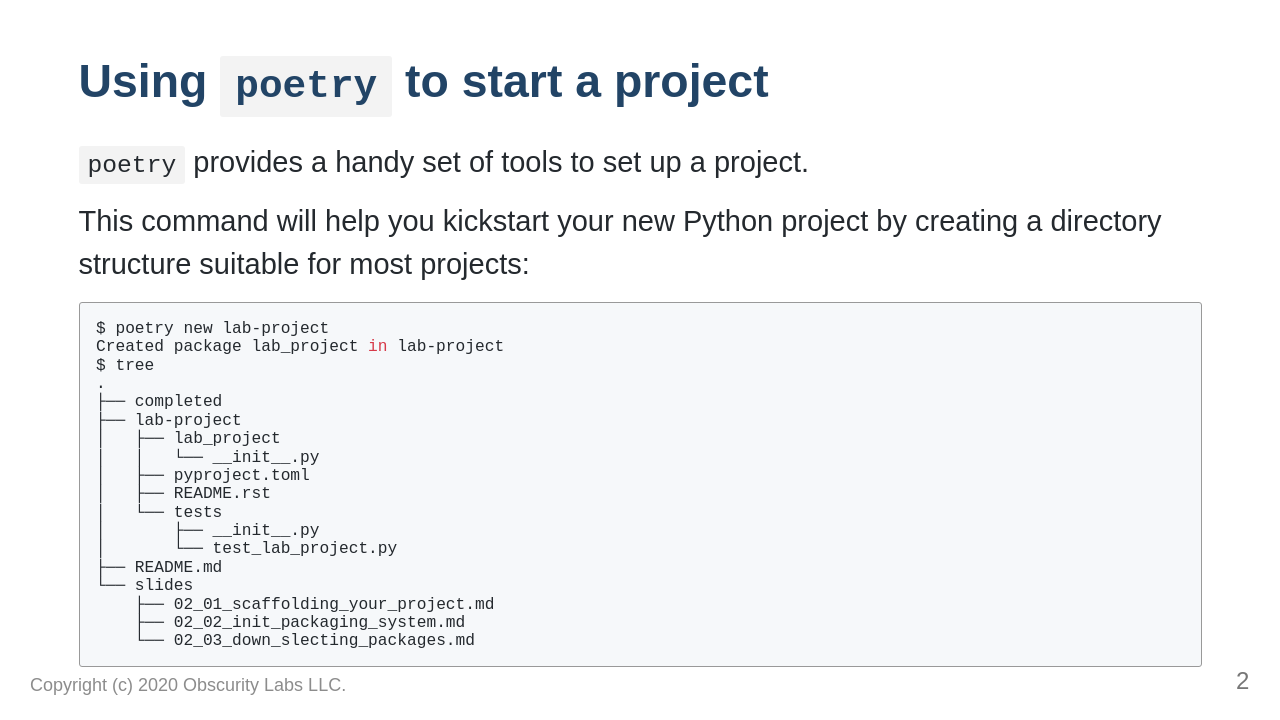 Using poetry to start a project
poetry provides a handy set of tools to set up a project.
This command will help you kickstart your new Python project by creating a directory
structure suitable for most projects:
$ poetry new lab-project
Created package lab_project in lab-project
$ tree
.
├── completed
├── lab-project
│   ├── lab_project
│   │   └── __init__.py
│   ├── pyproject.toml
│   ├── README.rst
│   └── tests
│       ├── __init__.py
│       └── test_lab_project.py
├── README.md
└── slides
    ├── 02_01_scaffolding_your_project.md
    ├── 02_02_init_packaging_system.md
    └── 02_03_down_slecting_packages.md
Copyright (c) 2020 Obscurity Labs LLC.
2